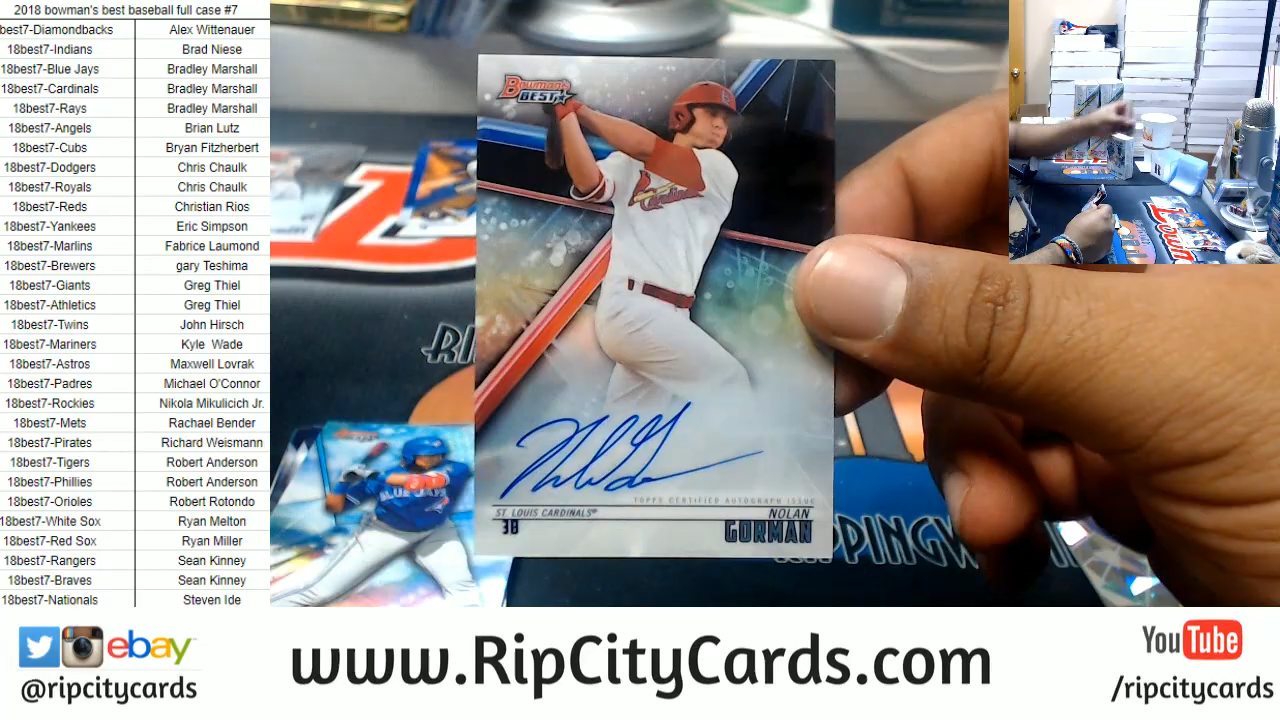 2018 bowman's best baseball full case #7
best7-Diamondbacks Alex Wittenauer
18best7-Indians Brad Niese
18best7-Blue Jays Bradley Marshall
18best7-Cardinals Bradley Marshall
18best7-Rays Bradley Marshall
18best7-Angels Brian Lutz
18best7-Cubs Bryan Fitzherbert
18best7-Dodgers Chris Chaulk
18best7-Royals Chris Chaulk
18best7-Reds Christian Rios
18best7-Yankees Eric Simpson
18best7-Marlins Fabrice Laumond
18best7-Brewers gary Teshima
18best7-Giants Greg Thiel
18best7-Athletics Greg Thiel
18best7-Twins John Hirsch
18best7-Mariners Kyle Wade
18best7-Astros Maxwell Lovrak
18best7-Padres Michael O'Connor
18best7-Rockies Nikola Mikulicich Jr.
18best7-Mets Rachael Bender
18best7-Pirates Richard Weismann
18best7-Tigers Robert Anderson
18best7-Phillies Robert Anderson
18best7-Orioles Robert Rotondo
18best7-White Sox Ryan Melton
18best7-Red Sox Ryan Miller
18best7-Rangers Sean Kinney
18best7-Braves Sean Kinney
18best7-Nationals Steven Ide
Bowman's
BEST
Cardinals
TOPPS CERTIFIED AUTOGRAPH ISSUE
ST. LOUIS CARDINALS® NOLAN
3B GORMAN
BLUE JAYS
RI
PPINGW
ebay
@ripcitycards
www.RipCityCards.com
YouTube
/ripcitycards